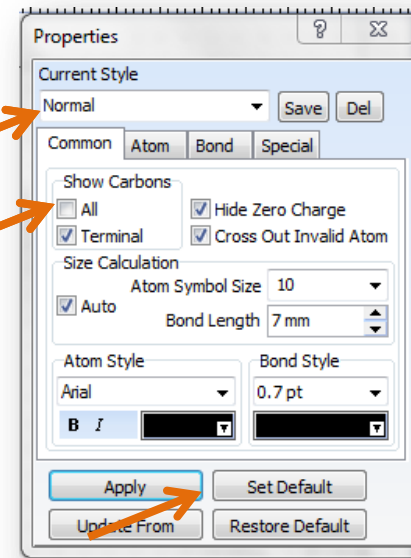 Properties
Current Style
Normal Save Del
Common Atom Bond Special
Show Carbons
All Hide Zero Charge
Terminal Cross Out Invalid Atom
Size Calculation
Auto Atom Symbol Size 10
Bond Length 7 mm
Atom Style Bond Style
Arial 0.7 pt
B I
Apply Set Default
Update From Restore Default